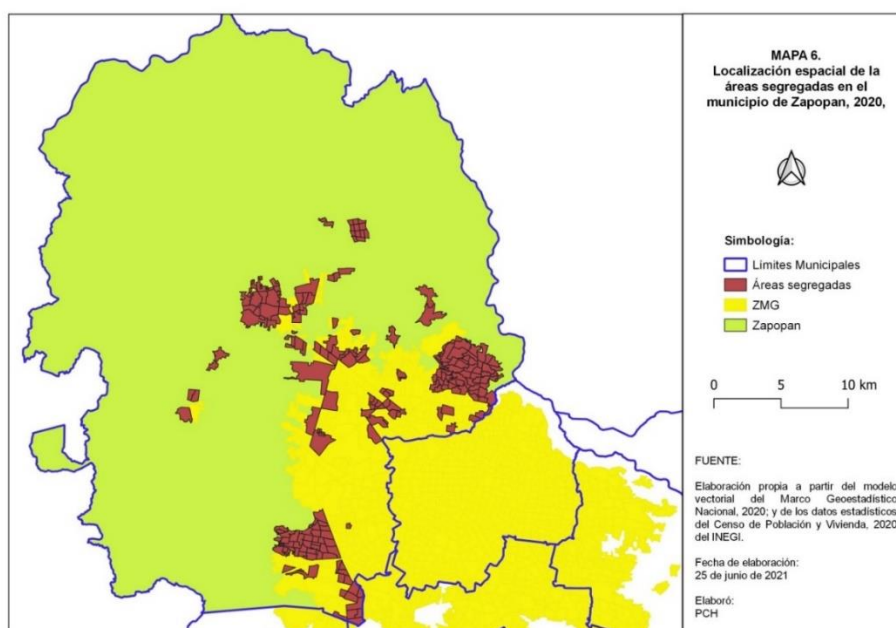 MAPA 6.
Localización espacial de la
áreas segregadas en el
municipio de Zapopan, 2020,
Simbología:
Límites Municipales
Áreas segregadas
ZMG
Zapopan
0 5 10 km
FUENTE:
Elaboración propia a partir del modelo
vectorial del Marco Geoestadístico
Nacional, 2020; y de los datos estadísticos
del Censo de Población y Vivienda, 2020
del INEGI.
Fecha de elaboración:
25 de junio de 2021
Elaboró:
PCH